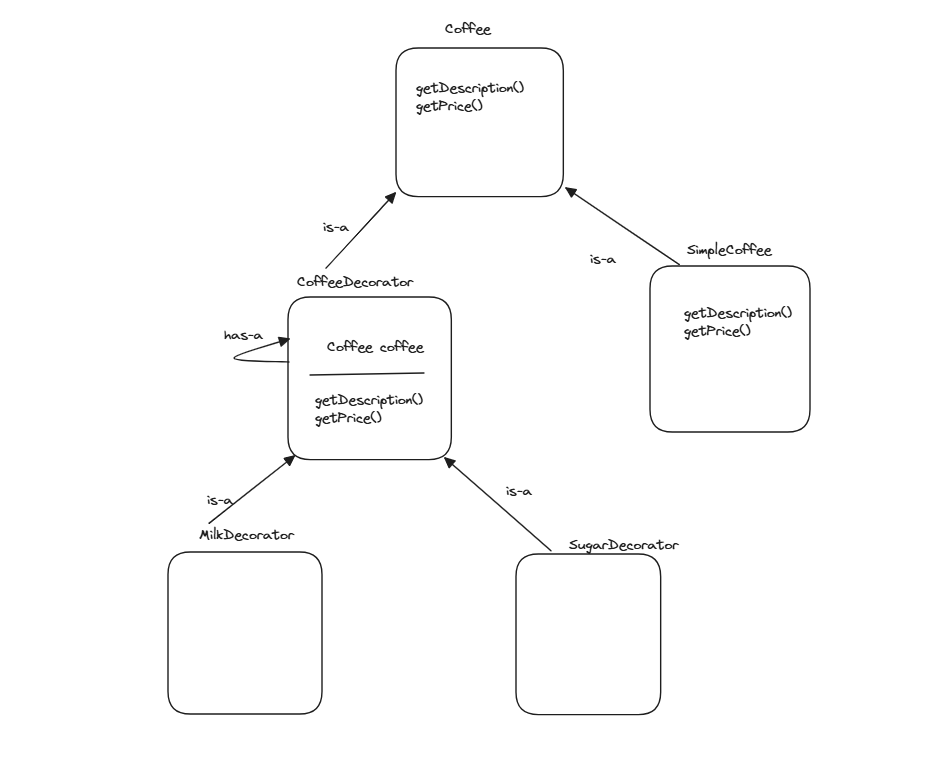 Coffee
getDescription()
getPrice()
is-a
is-a
SimpleCoffee
getDescription()
getPrice()
CoffeeDecorator
has-a
Coffee coffee
getDescription()
getPrice()
is-a
is-a
MilkDecorator
SugarDecorator